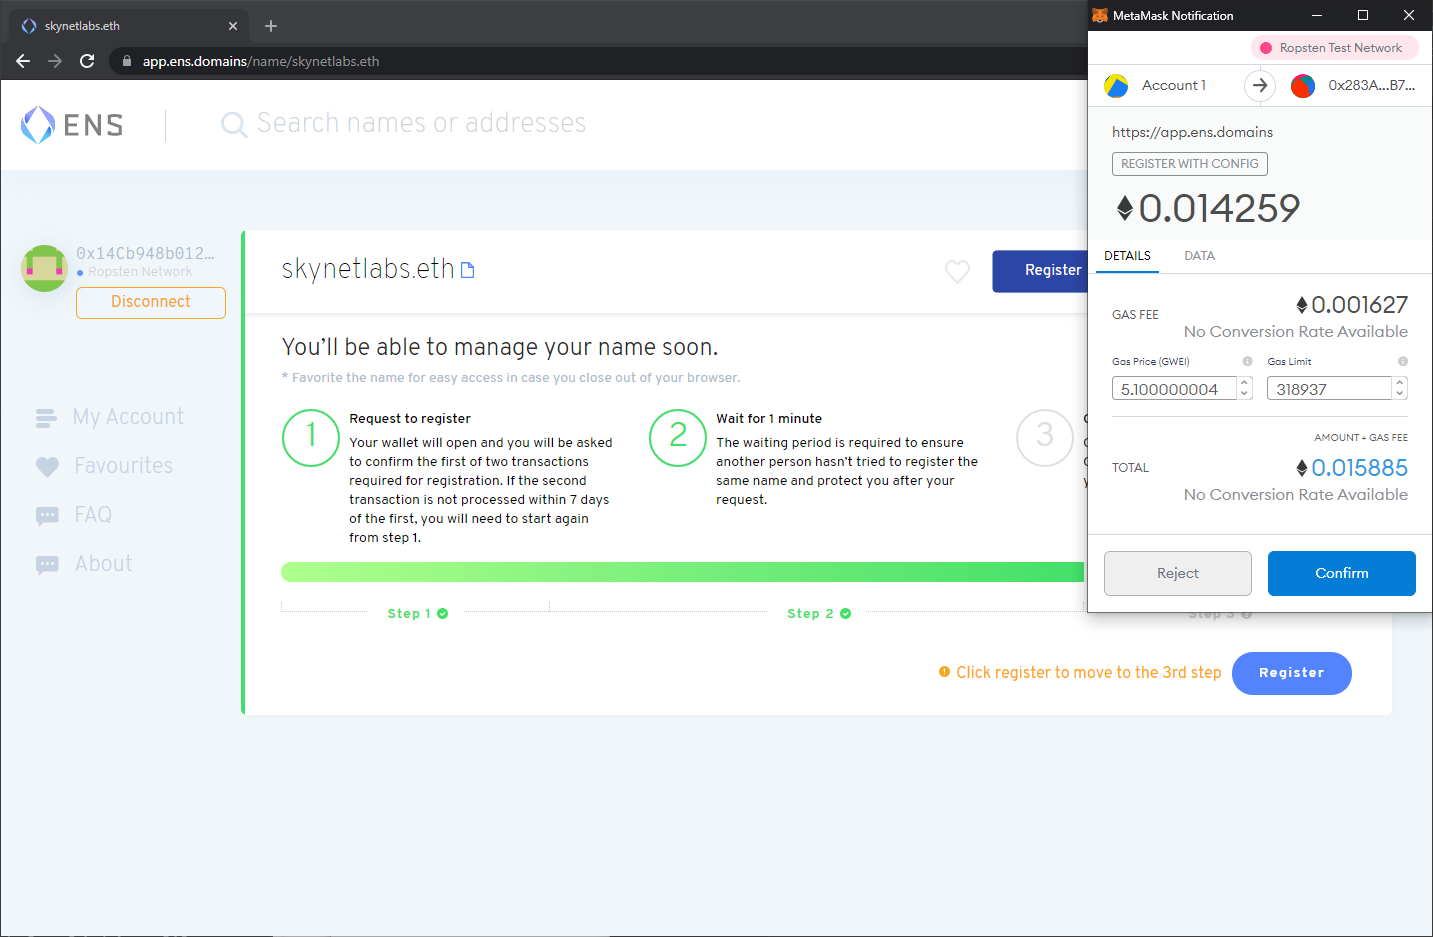 skynetlabs.eth
app.ens.domains/name/skynetlabs.eth
ENS
Search names or addresses
0x14Cb948b012...
Ropsten Network
Disconnect
My Account
Favourites
FAQ
About
skynetlabs.eth
Register
You'll be able to manage your name soon.
* Favorite the name for easy access in case you close out of your browser.
1
Request to register
Your wallet will open and you will be asked
to confirm the first of two transactions
required for registration. If the second
transaction is not processed within 7 days
of the first, you will need to start again
from step 1.
2
Wait for 1 minute
The waiting period is required to ensure
another person hasn't tried to register the
same name and protect you after your
request.
3
Step 1
Step 2
Step 3
Click register to move to the 3rd step
Register
MetaMask Notification
Ropsten Test Network
Account 1
0x283A...B7...
https://app.ens.domains
REGISTER WITH CONFIG
0.014259
DETAILS
DATA
GAS FEE
0.001627
No Conversion Rate Available
Gas Price (GWEI)
Gas Limit
5.100000004
318937
AMOUNT + GAS FEE
TOTAL
0.015885
No Conversion Rate Available
Reject
Confirm